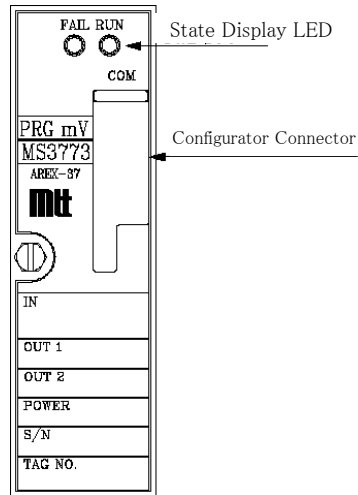 FAIL RUN
State Display LED
COM
PRG mV
Configurator Connector
MS3773
AREX-37
Mtt
IN
OUT 1
OUT 2
POWER
S/N
TAG NO.